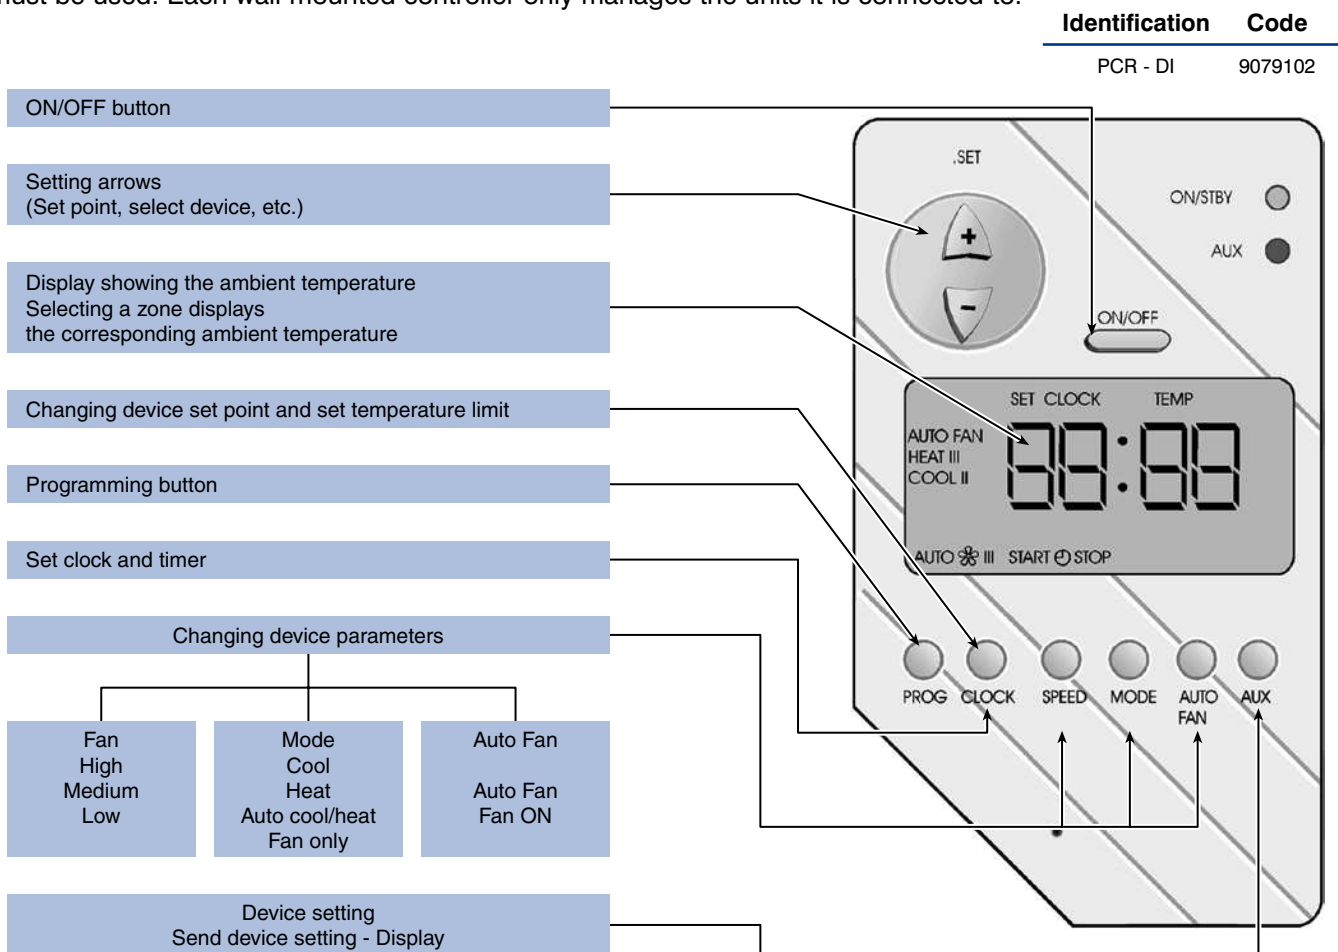 must be used. Each wall mounted controller only manages the units it is connected to.
Identification Code
PCR - DI 9079102
ON/OFF button
Setting arrows
(Set point, select device, etc.)
Display showing the ambient temperature
Selecting a zone displays
the corresponding ambient temperature
Changing device set point and set temperature limit
Programming button
Set clock and timer
Changing device parameters
Fan
High
Medium
Low
Mode
Cool
Heat
Auto cool/heat
Fan only
Auto Fan
Auto Fan
Fan ON
Device setting
Send device setting - Display
.SET
ON/STBY
AUX
+
-
ON/OFF
SET CLOCK TEMP
AUTO FAN
HEAT III
COOL II
88:88
AUTO III START STOP
PROG CLOCK SPEED MODE AUTO FAN AUX